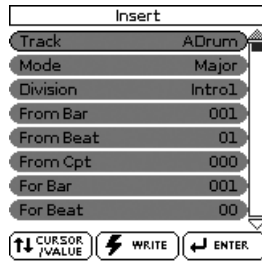 Insert
Track ADrum
Mode Major
Division Intro1
From Bar 001
From Beat 01
From Cpt 000
For Bar 001
For Beat 00
CURSOR /VALUE WRITE ENTER